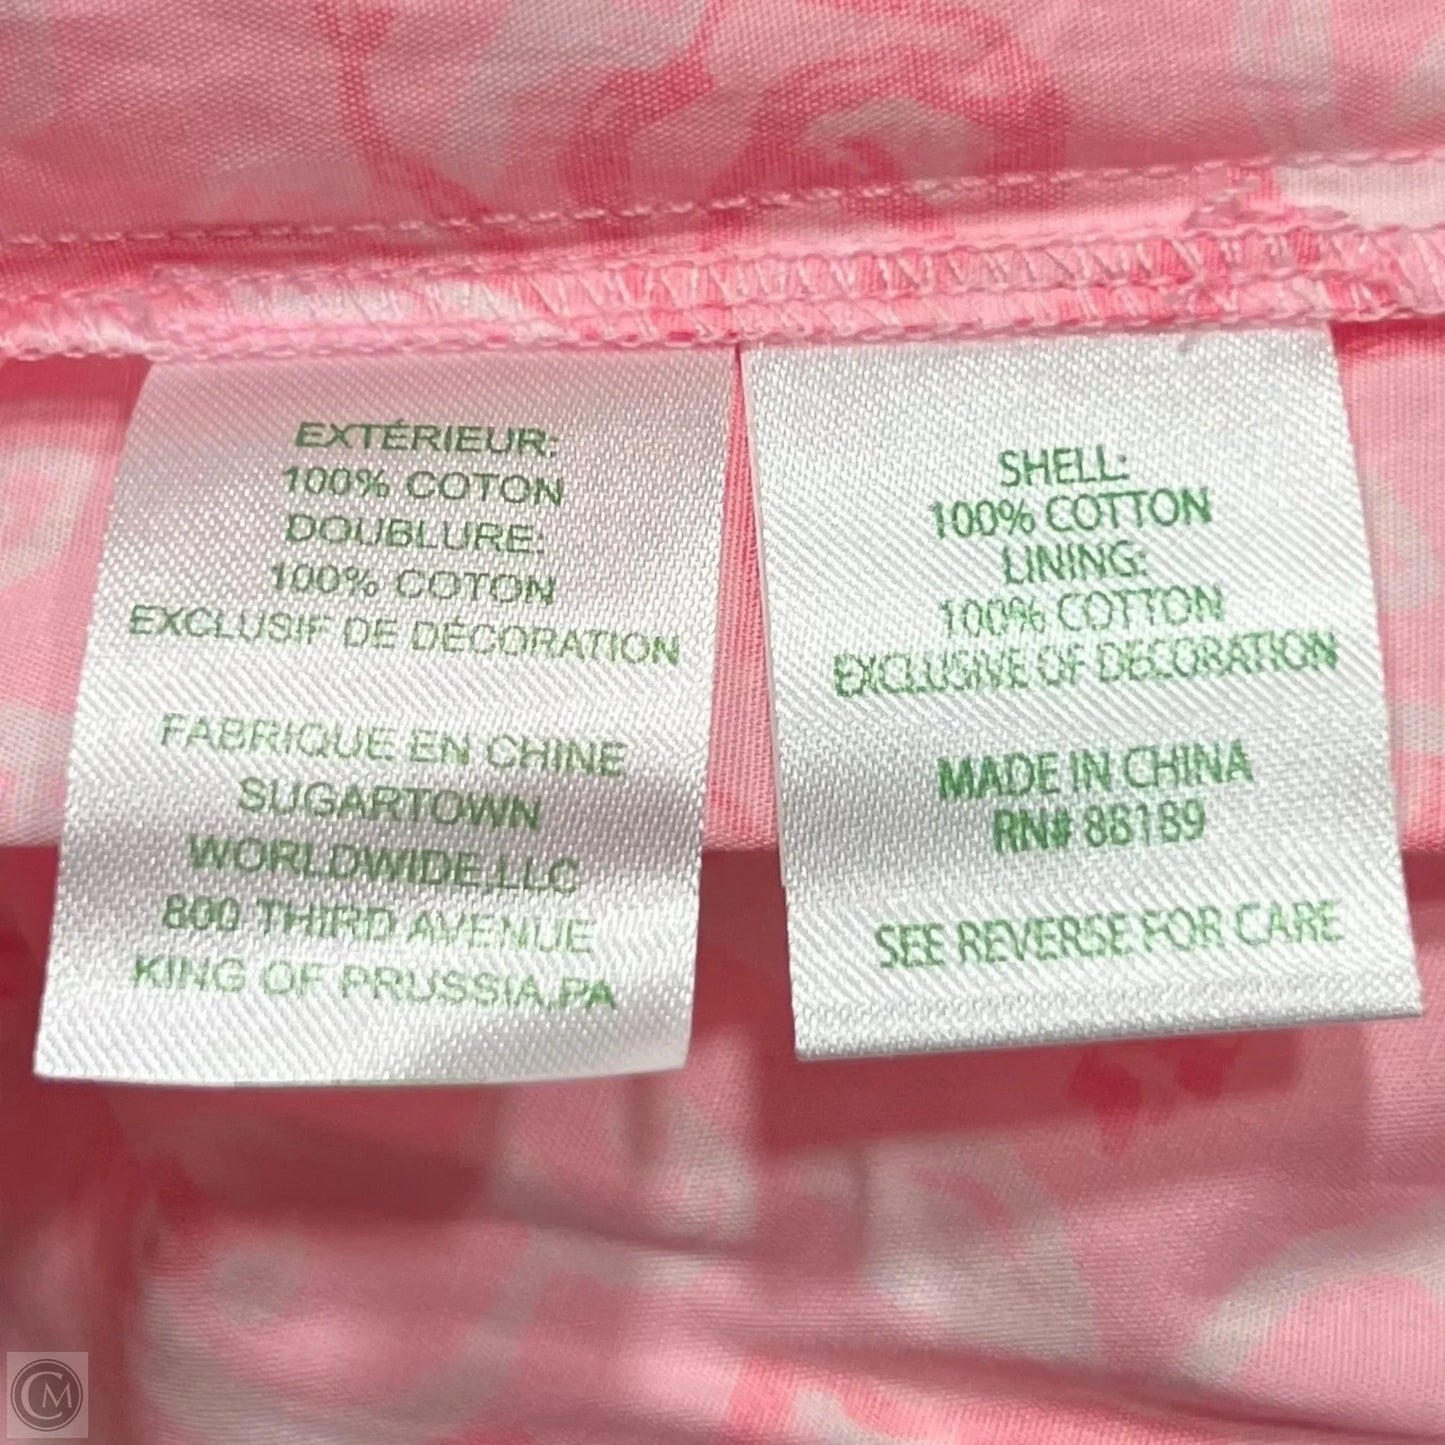 EXTÉRIEUR:
100% COTON
DOUBLURE:
100% COTON
EXCLUSIF DE DÉCORATION
FABRIQUE EN CHINE
SUGARTOWN
WORLDWIDE,LLC
800 THIRD AVENUE
KING OF PRUSSIA,PA
SHELL:
100% COTTON
LINING:
100% COTTON
EXCLUSIVE OF DECORATION
MADE IN CHINA
RN# 88189
SEE REVERSE FOR CARE
CM